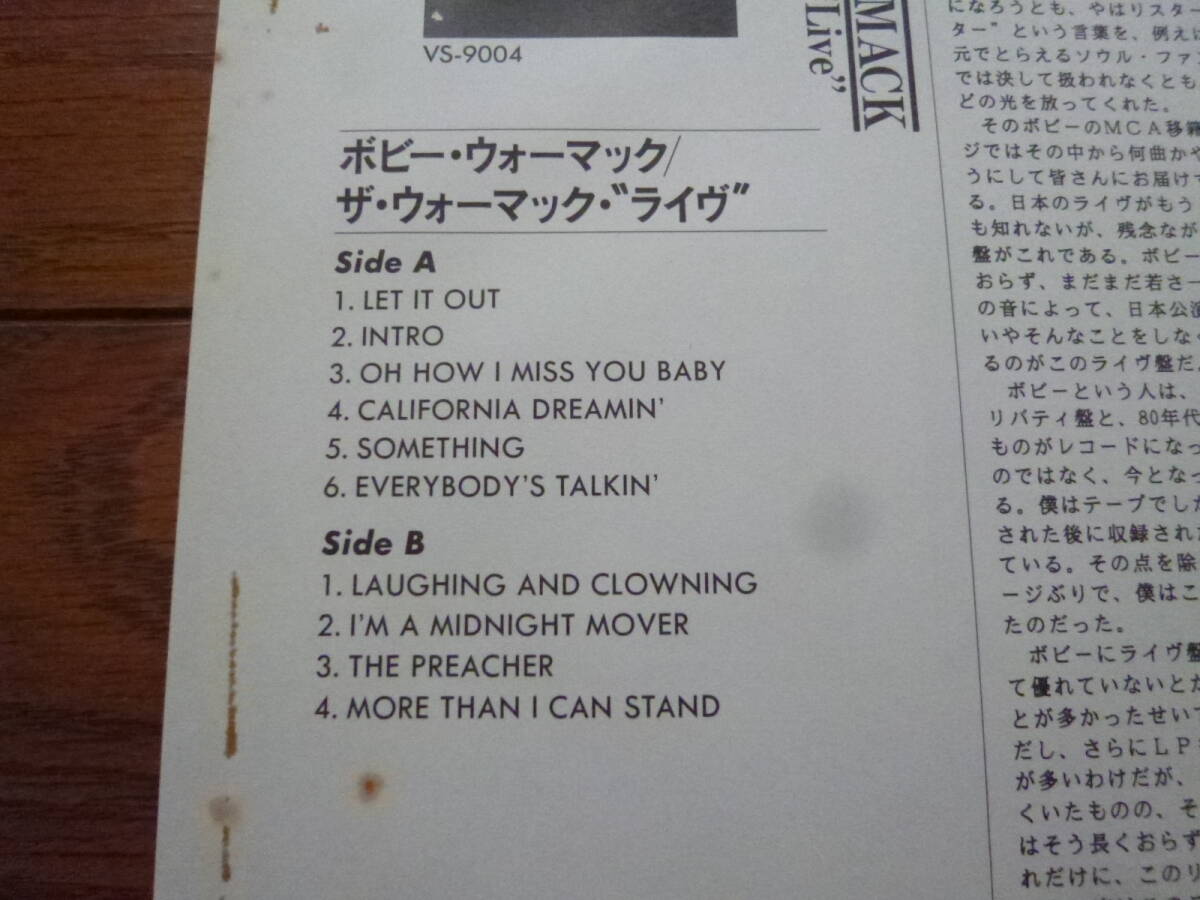 VS-9004
MACK
Live”
ボビー・ウォーマック/
ザ・ウォーマック・“ライヴ”
Side A
1. LET IT OUT
2. INTRO
3. OH HOW I MISS YOU BABY
4. CALIFORNIA DREAMIN'
5. SOMETHING
6. EVERYBODY'S TALKIN'
Side B
1. LAUGHING AND CLOWNING
2. I'M A MIDNIGHT MOVER
3. THE PREACHER
4. MORE THAN I CAN STAND
になろうとも、やはりスター
ター”という言葉を、例えに
元でとらえるソウル・ファ
では決して扱われなくとも
どの光を放ってくれた。
そのボビーのMCA移籍
ジではその中から何曲かや
うにして皆さんにお届けす
る。日本のライヴがもう
も知れないが、残念なが
盤がこれである。ボビー
おらず、まだまだ若さ一
の音によって、日本公演
いやそんなことをしなく
るのがこのライヴ盤だ。
ボビーという人は、
リバティ盤と、80年代
ものがレコードになっ
のではなく、今となっ
る。僕はテープでした
された後に収録された
ている。その点を除
ージぶりで、僕はこ
たのだった。
ボビーにライヴ盤
て優れていないとだ
とが多かったせいで
だし、さらにLP
が多いわけだが、
くいたものの、そ
はそう長くおらず
れだけに、このリ